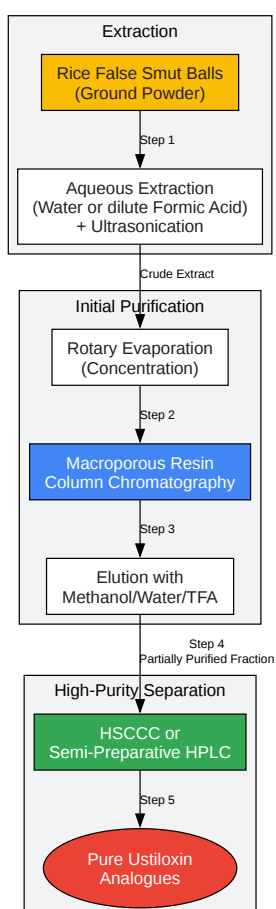 Extraction
Rice False Smut Balls
(Ground Powder)
Step 1
Aqueous Extraction
(Water or dilute Formic Acid)
+ Ultrasonication
Crude Extract
Initial Purification
Rotary Evaporation
(Concentration)
Step 2
Macroporous Resin
Column Chromatography
Step 3
Elution with
Methanol/Water/TFA
Step 4
Partially Purified Fraction
High-Purity Separation
HSCCC or
Semi-Preparative HPLC
Step 5
Pure Ustiloxin
Analogues